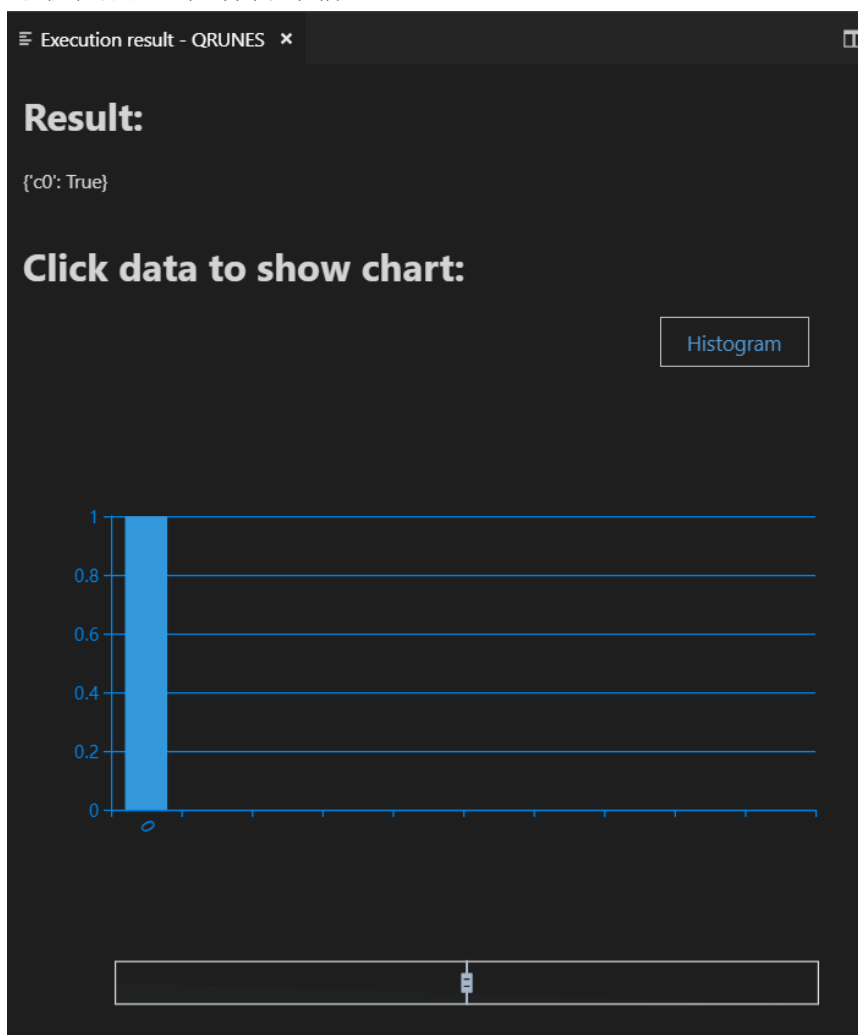 Execution result - QRUNES
Result:
{'c0': True}
Click data to show chart:
Histogram
1
0.8
0.6
0.4
0.2
0
0